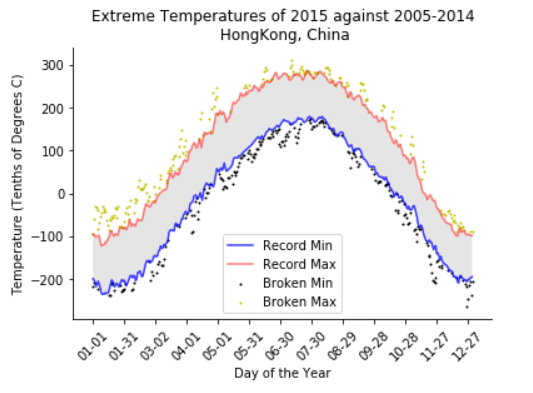 Extreme Temperatures of 2015 against 2005-2014
HongKong, China
Temperature (Tenths of Degrees C)
300
200
100
0
−100
−200
Record Min
Record Max
Broken Min
Broken Max
01-01
01-31
03-02
04-01
05-01
05-31
06-30
07-30
08-29
09-28
10-28
11-27
12-27
Day of the Year